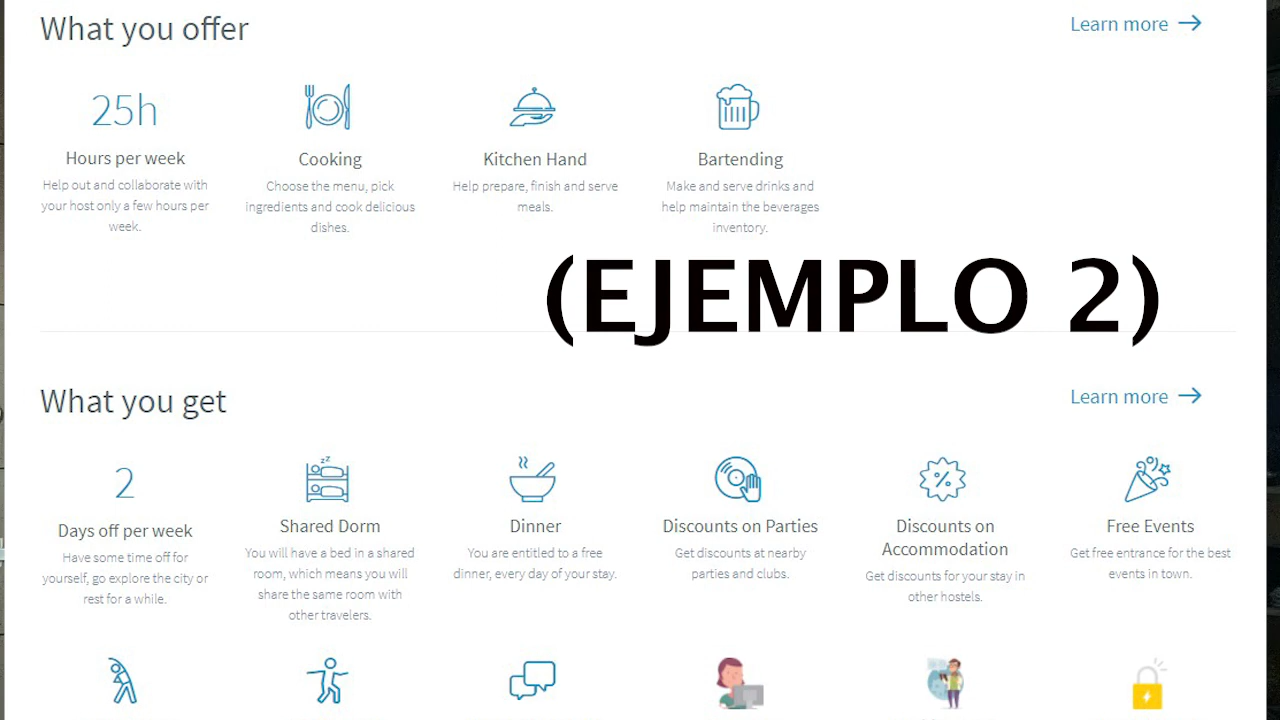 What you offer
Learn more
25h
Hours per week
Help out and collaborate with
your host only a few hours per
week.
Cooking
Choose the menu, pick
ingredients and cook delicious
dishes.
Kitchen Hand
Help prepare, finish and serve
meals.
Bartending
Make and serve drinks and
help maintain the beverages
inventory.
(EJEMPLO 2)
What you get
Learn more
2
Days off per week
Have some time off for
yourself, go explore the city or
rest for a while.
Shared Dorm
You will have a bed in a shared
room, which means you will
share the same room with
other travelers.
Dinner
You are entitled to a free
dinner, every day of your stay.
Discounts on Parties
Get discounts at nearby
parties and clubs.
Discounts on
Accommodation
Get discounts for your stay in
other hostels.
Free Events
Get free entrance for the best
events in town.